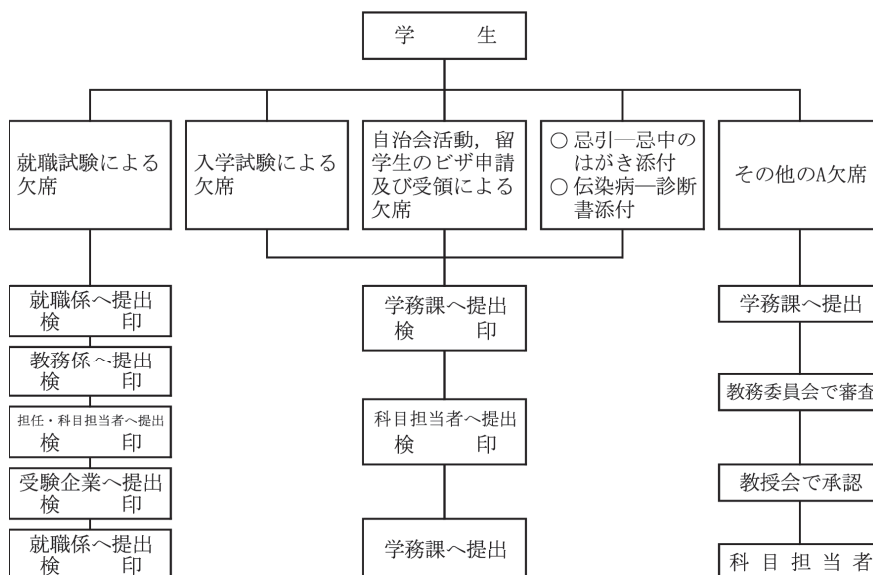 学 生
就職試験による
欠席
入学試験による
欠席
自治会活動，留
学生のビザ申請
及び受領による
欠席
○ 忌引―忌中の
はがき添付
○ 伝染病―診断
書添付
その他のA欠席
就職係へ提出
検 印
教務係へ提出
検 印
担任・科目担当者へ提出
検 印
受験企業へ提出
検 印
就職係へ提出
検 印
学務課へ提出
検 印
科目担当者へ提出
検 印
学務課へ提出
学務課へ提出
教務委員会で審査
教授会で承認
科 目 担 当 者